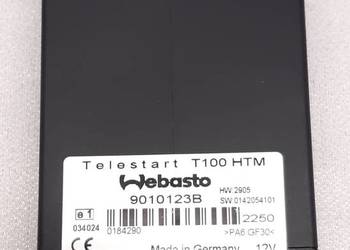 Telestart T100 HTM
Webasto
HW:2905
9010123B
SW:0142054101
e1
2250
034024
0184290
>PA6 GF30<
CE
Made in Germany
12V